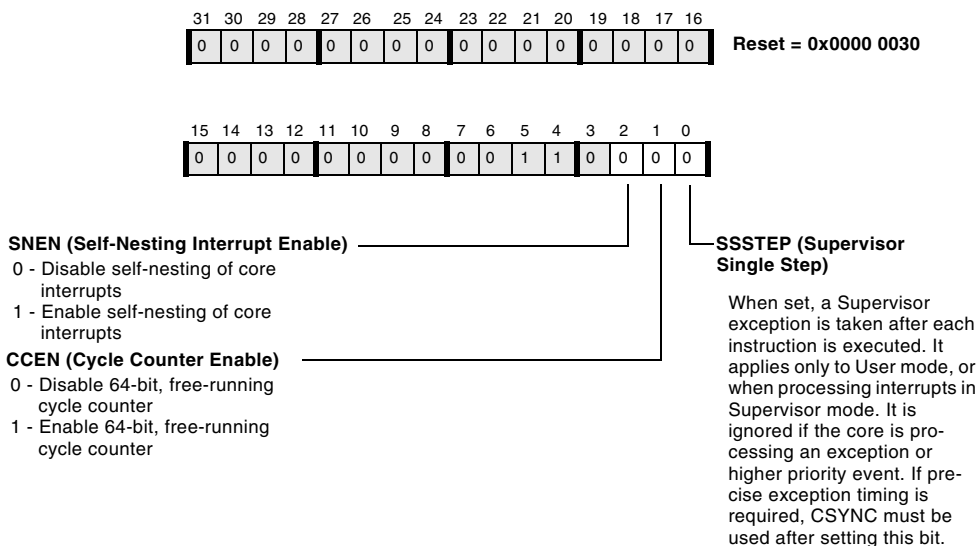 31 30 29 28 27 26 25 24 23 22 21 20 19 18 17 16
0 0 0 0 0 0 0 0 0 0 0 0 0 0 0 0
Reset = 0x0000 0030
15 14 13 12 11 10 9 8 7 6 5 4 3 2 1 0
0 0 0 0 0 0 0 0 0 0 1 1 0 0 0 0
SNEN (Self-Nesting Interrupt Enable)
0 - Disable self-nesting of core
interrupts
1 - Enable self-nesting of core
interrupts
CCEN (Cycle Counter Enable)
0 - Disable 64-bit, free-running
cycle counter
1 - Enable 64-bit, free-running
cycle counter
SSSTEP (Supervisor
Single Step)
When set, a Supervisor
exception is taken after each
instruction is executed. It
applies only to User mode, or
when processing interrupts in
Supervisor mode. It is
ignored if the core is pro-
cessing an exception or
higher priority event. If pre-
cise exception timing is
required, CSYNC must be
used after setting this bit.